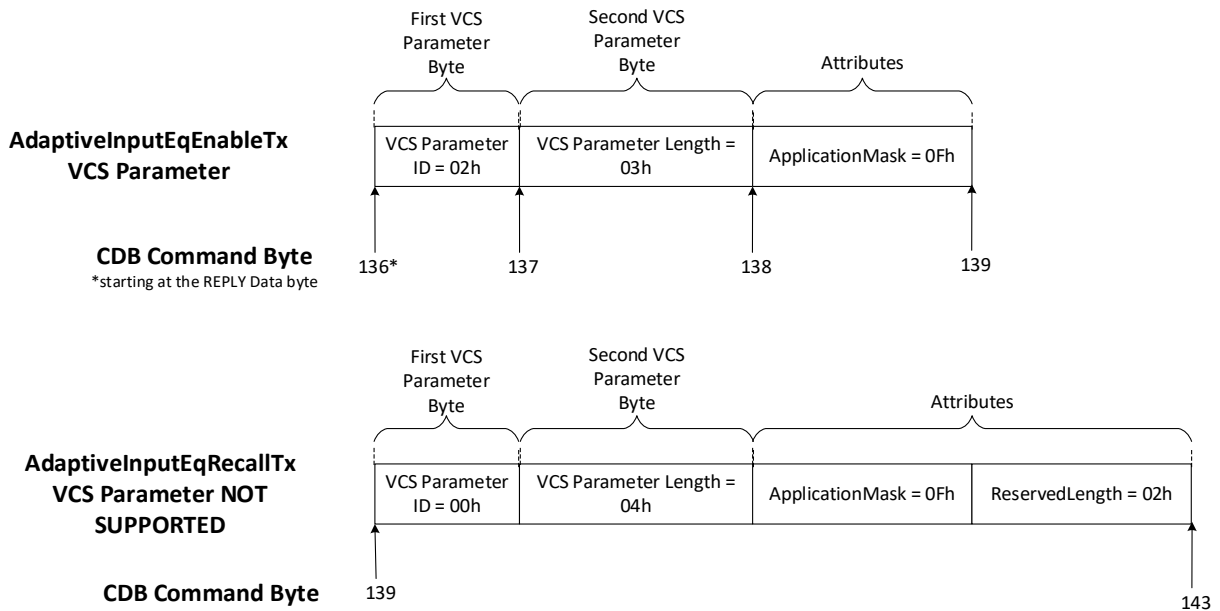 First VCS
Parameter
Byte
Second VCS
Parameter
Byte
Attributes
AdaptiveInputEqEnableTx
VCS Parameter
VCS Parameter
ID = 02h
VCS Parameter Length =
03h
ApplicationMask = 0Fh
CDB Command Byte
*starting at the REPLY Data byte
136*
137
138
139
First VCS
Parameter
Byte
Second VCS
Parameter
Byte
Attributes
AdaptiveInputEqRecallTx
VCS Parameter NOT
SUPPORTED
VCS Parameter
ID = 00h
VCS Parameter Length =
04h
ApplicationMask = 0Fh
ReservedLength = 02h
CDB Command Byte
139
143